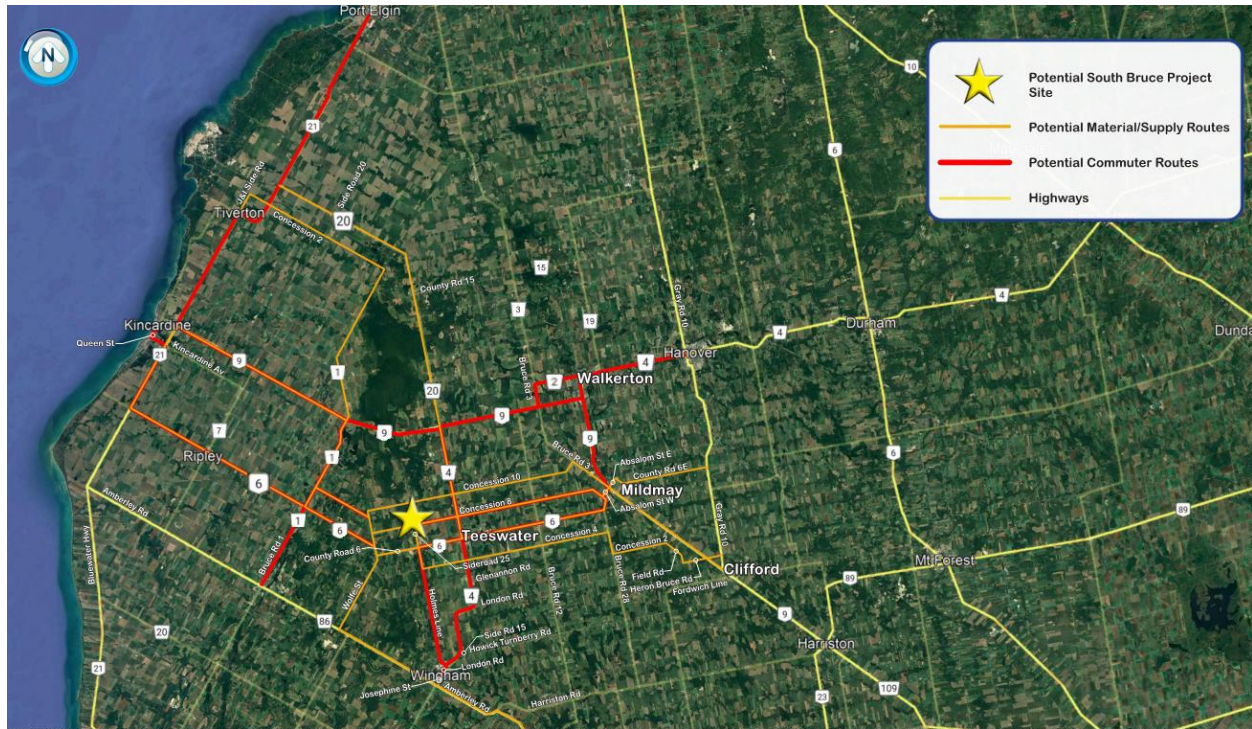 Port Elgin
N
Potential South Bruce Project
Site
Potential Material/Supply Routes
Potential Commuter Routes
Highways
10
6
21
J&I Side Rd
Side Road 20
Tiverton
Concession 2
20
County Rd 15
15
3
19
Gray Rd 10
4
4
Durham
Dunda
Kincardine
Queen St
21
Kincardine Av
9
1
20
Bruce Rd 3
Hanover
4
2
Walkerton
9
9
9
7
Ripley
6
1
4
Bruce Rd 3
Absalom St E
County Rd 6E
Mildmay
Absalom St W
6
Concession 10
Concession 8
Amberley Rd
Bluewater Hwy
1
Bruce Rd 1
6
County Road 6
6
Teeswater
6
Concession 4
Sideroad 25
Glenannon Rd
Concession 2
Gray Rd 10
Clifford
Field Rd
Heron Bruce Rd
Fordwich Line
Bruce Rd 28
Bruce Rd 12
89
Mt Forest
89
Wolfe St
Holmes Line
4
London Rd
86
20
21
Side Rd 15
Howick Turnberry Rd
London Rd
Wingham
Josephine St
Amberley Rd
Harriston Rd
9
Harriston
23
109